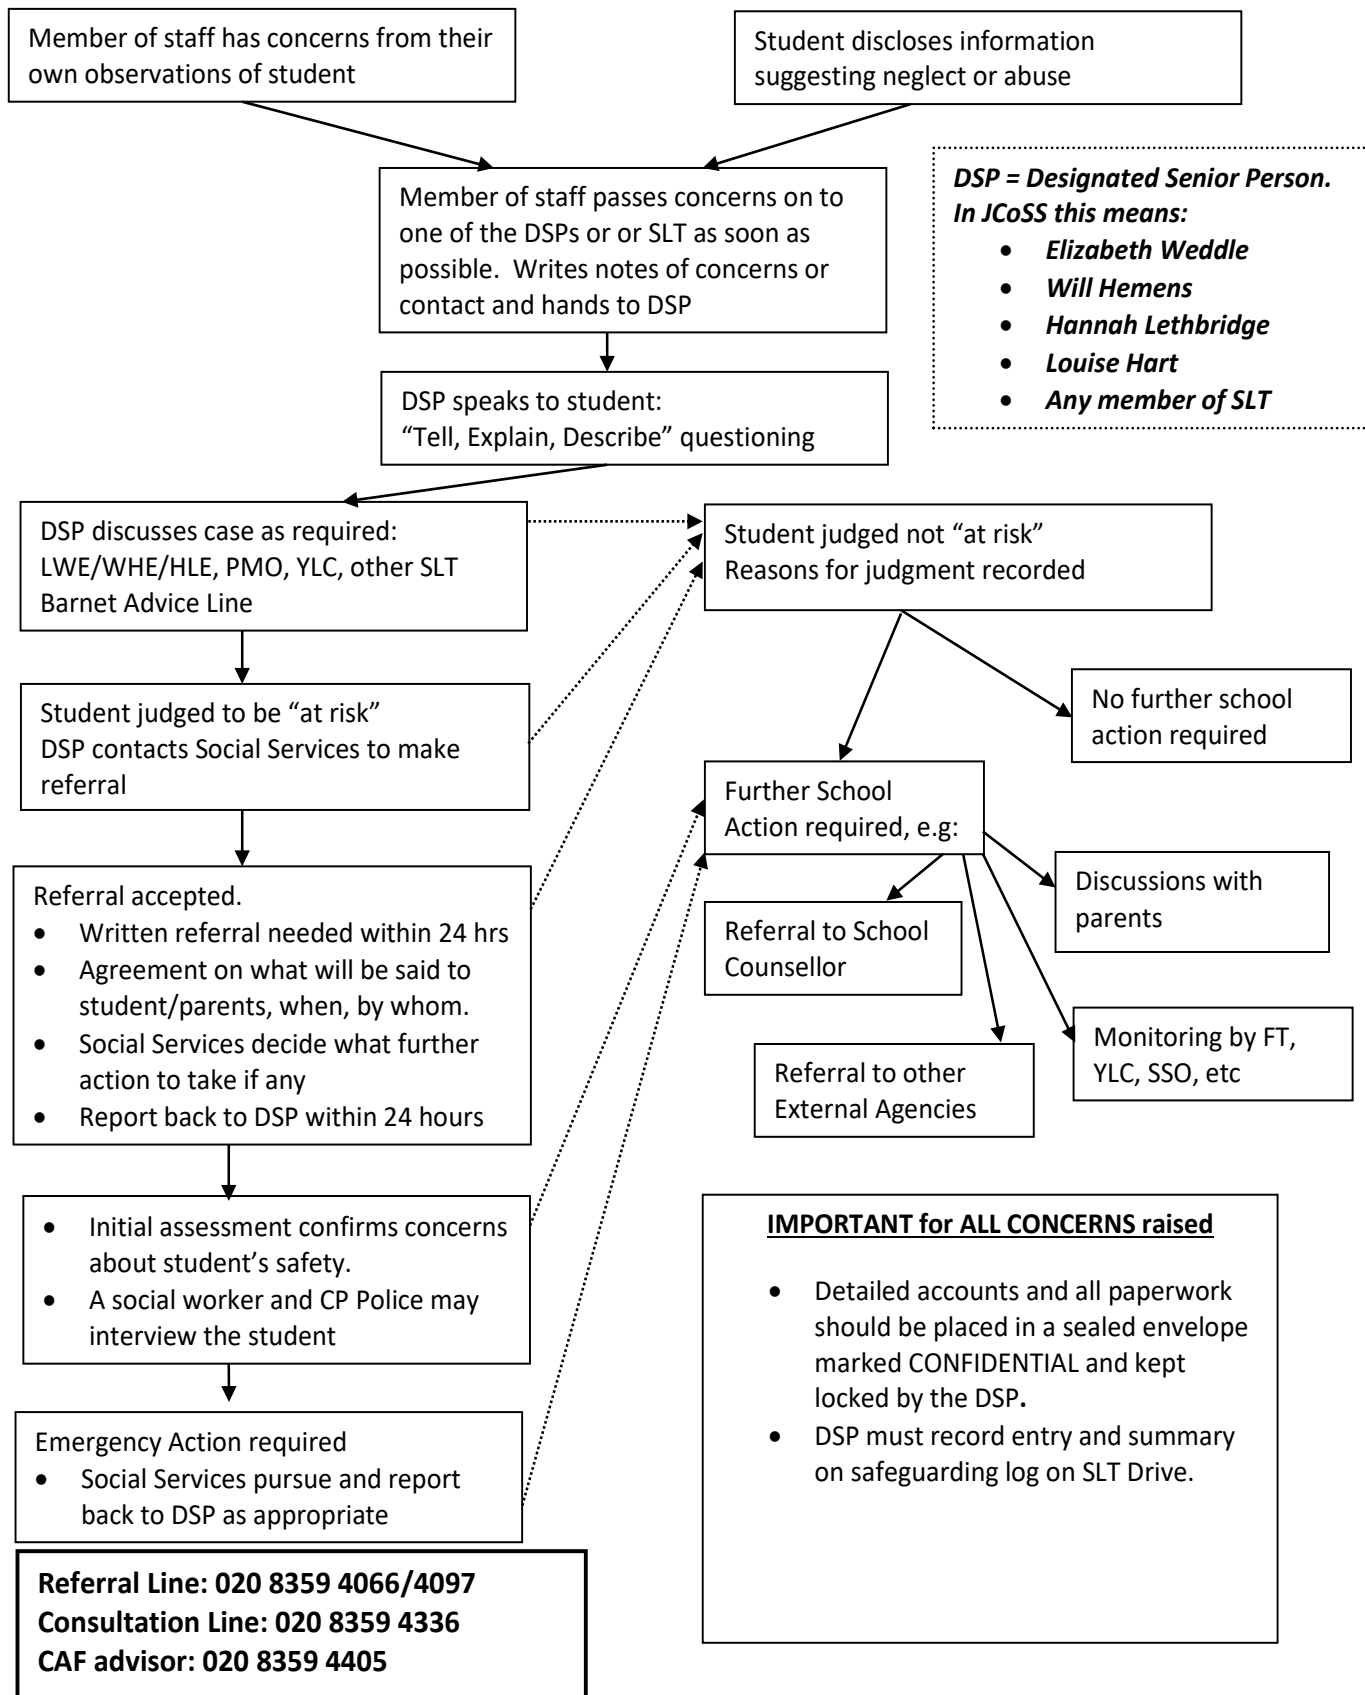 Member of staff has concerns from their
own observations of student
Student discloses information
suggesting neglect or abuse
Member of staff passes concerns on to
one of the DSPs or or SLT as soon as
possible.  Writes notes of concerns or
contact and hands to DSP
DSP = Designated Senior Person.
In JCoSS this means:
• Elizabeth Weddle
• Will Hemens
• Hannah Lethbridge
• Louise Hart
• Any member of SLT
DSP speaks to student:
“Tell, Explain, Describe” questioning
DSP discusses case as required:
LWE/WHE/HLE, PMO, YLC, other SLT
Barnet Advice Line
Student judged not “at risk”
Reasons for judgment recorded
Student judged to be “at risk”
DSP contacts Social Services to make
referral
No further school
action required
Further School
Action required, e.g:
Referral accepted.
• Written referral needed within 24 hrs
• Agreement on what will be said to
student/parents, when, by whom.
• Social Services decide what further
action to take if any
• Report back to DSP within 24 hours
Discussions with
parents
Referral to School
Counsellor
Monitoring by FT,
YLC, SSO, etc
Referral to other
External Agencies
• Initial assessment confirms concerns
about student’s safety.
• A social worker and CP Police may
interview the student
IMPORTANT for ALL CONCERNS raised
• Detailed accounts and all paperwork
should be placed in a sealed envelope
marked CONFIDENTIAL and kept
locked by the DSP.
• DSP must record entry and summary
on safeguarding log on SLT Drive.
Emergency Action required
• Social Services pursue and report
back to DSP as appropriate
Referral Line: 020 8359 4066/4097
Consultation Line: 020 8359 4336
CAF advisor: 020 8359 4405